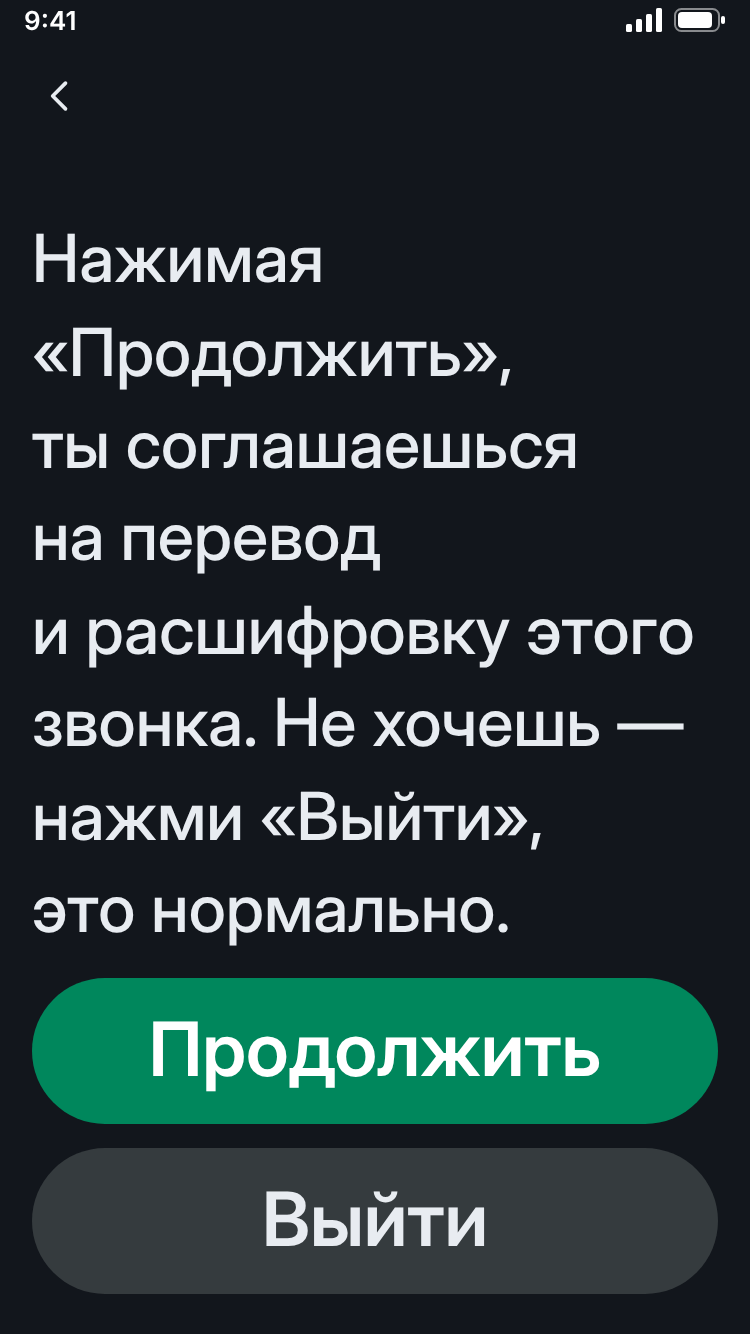 9:41
Нажимая
«Продолжить»,
ты соглашаешься
на перевод
и расшифровку этого
звонка. Не хочешь —
нажми «Выйти»,
это нормально.
Продолжить
Выйти